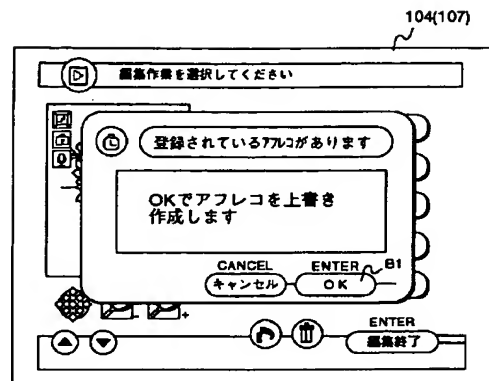 104(107)
編集作業を選択してください
登録されているアフレコがあります
OKでアフレコを上書き
作成します
CANCEL
キャンセル
ENTER
OK
B1
ENTER
編集終了